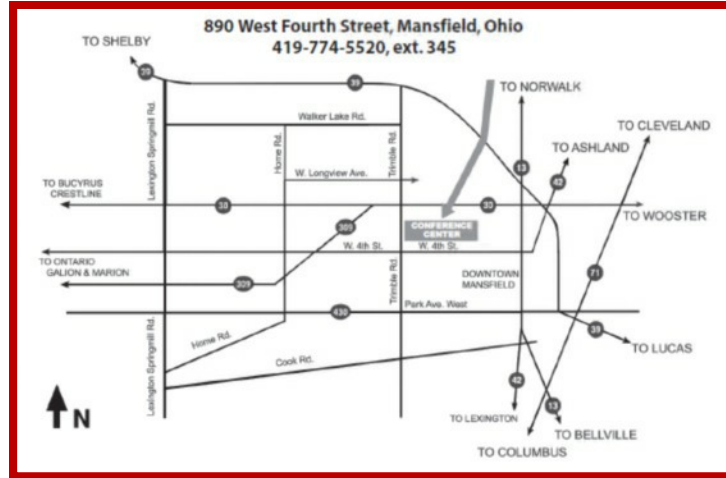 890 West Fourth Street, Mansfield, Ohio
419-774-5520, ext. 345
TO SHELBY
39
39
TO NORWALK
Lexington Springmill Rd.
Walker Lake Rd.
Home Rd.
Trimble Rd.
TO CLEVELAND
TO ASHLAND
13
42
W. Longview Ave.
TO BUCYRUS
CRESTLINE
30
TO WOOSTER
309
CONFERENCE
CENTER
W. 4th St.
W. 4th St.
TO ONTARIO
GALION & MARION
309
Trimble Rd.
DOWNTOWN
MANSFIELD
71
430
Park Ave. West
39
TO LUCAS
Lexington Springmill Rd.
Home Rd.
Cook Rd.
42
13
N
TO LEXINGTON
TO BELLVILLE
TO COLUMBUS